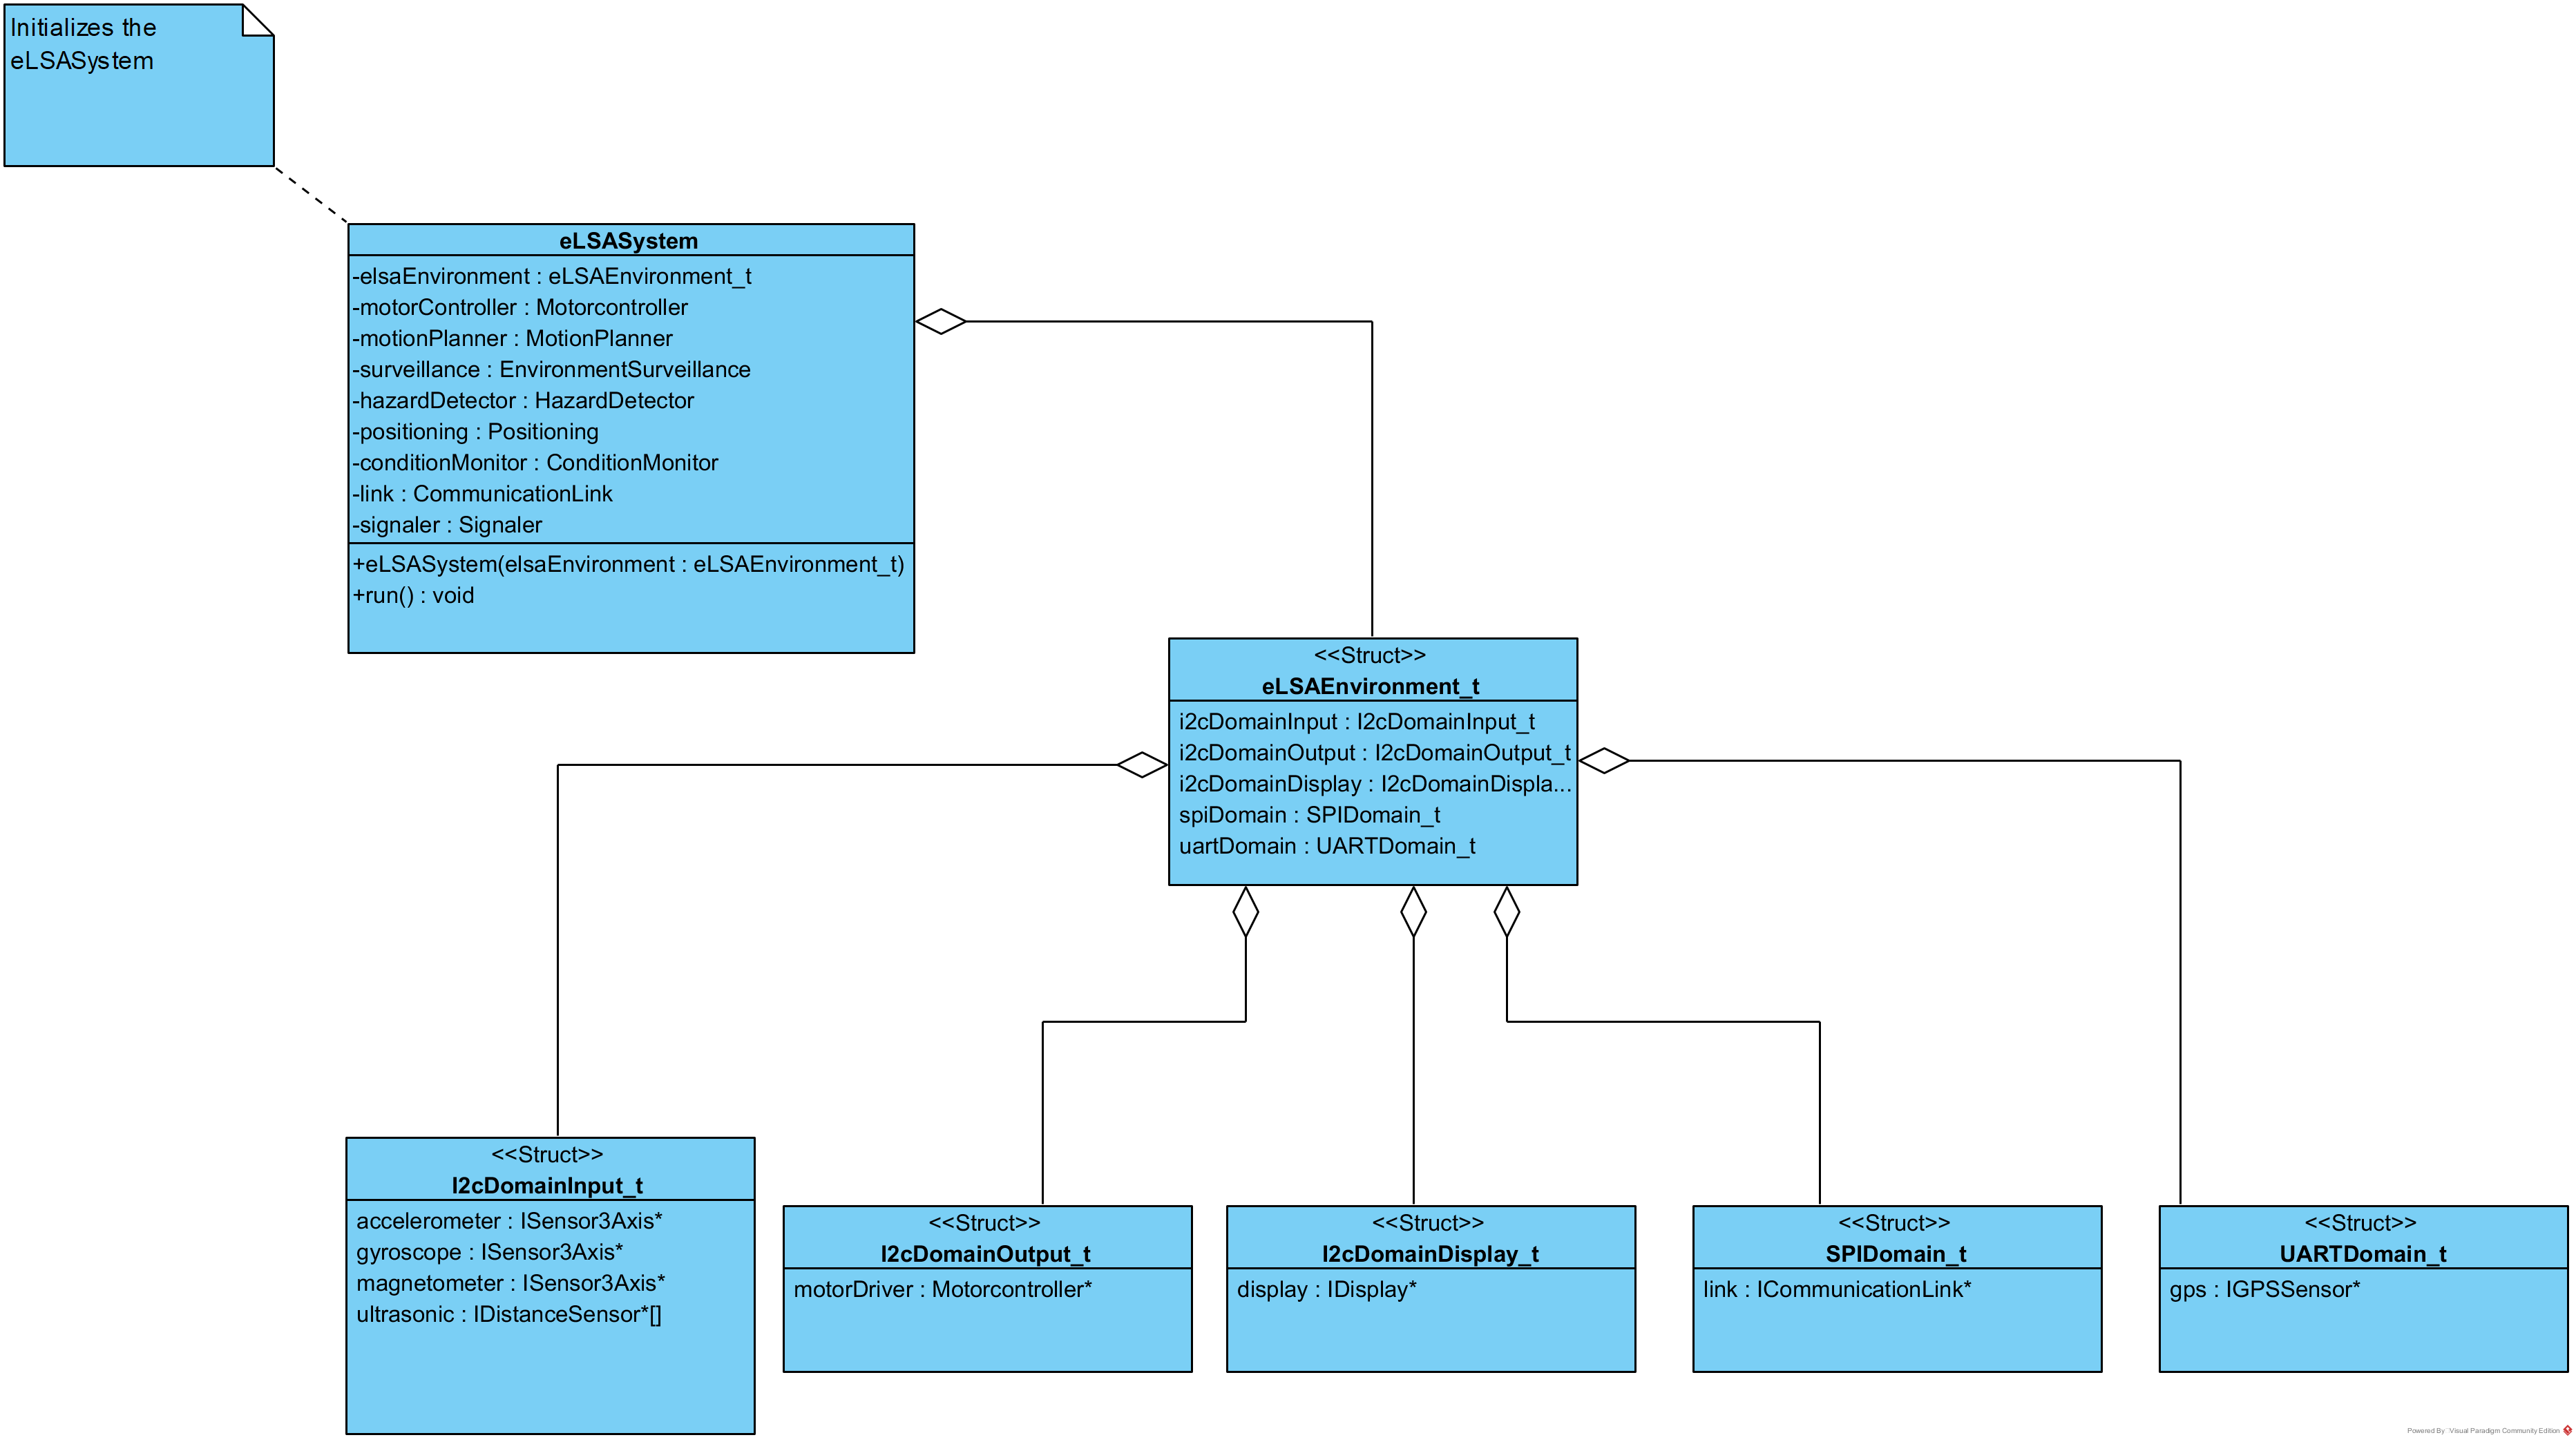 Initializes the
eLSASystem
eLSASystem
-elsaEnvironment : eLSAEnvironment_t
-motorController : Motorcontroller
-motionPlanner : MotionPlanner
-surveillance : EnvironmentSurveillance
-hazardDetector : HazardDetector
-positioning : Positioning
-conditionMonitor : ConditionMonitor
-link : CommunicationLink
-signaler : Signaler
+eLSASystem(elsaEnvironment : eLSAEnvironment_t)
+run() : void
<<Struct>>
eLSAEnvironment_t
i2cDomainInput : I2cDomainInput_t
i2cDomainOutput : I2cDomainOutput_t
i2cDomainDisplay : I2cDomainDispla...
spiDomain : SPIDomain_t
uartDomain : UARTDomain_t
<<Struct>>
I2cDomainInput_t
accelerometer : ISensor3Axis*
gyroscope : ISensor3Axis*
magnetometer : ISensor3Axis*
ultrasonic : IDistanceSensor*[]
<<Struct>>
I2cDomainOutput_t
motorDriver : Motorcontroller*
<<Struct>>
I2cDomainDisplay_t
display : IDisplay*
<<Struct>>
SPIDomain_t
link : ICommunicationLink*
<<Struct>>
UARTDomain_t
gps : IGPSSensor*
Powered By Visual Paradigm Community Edition